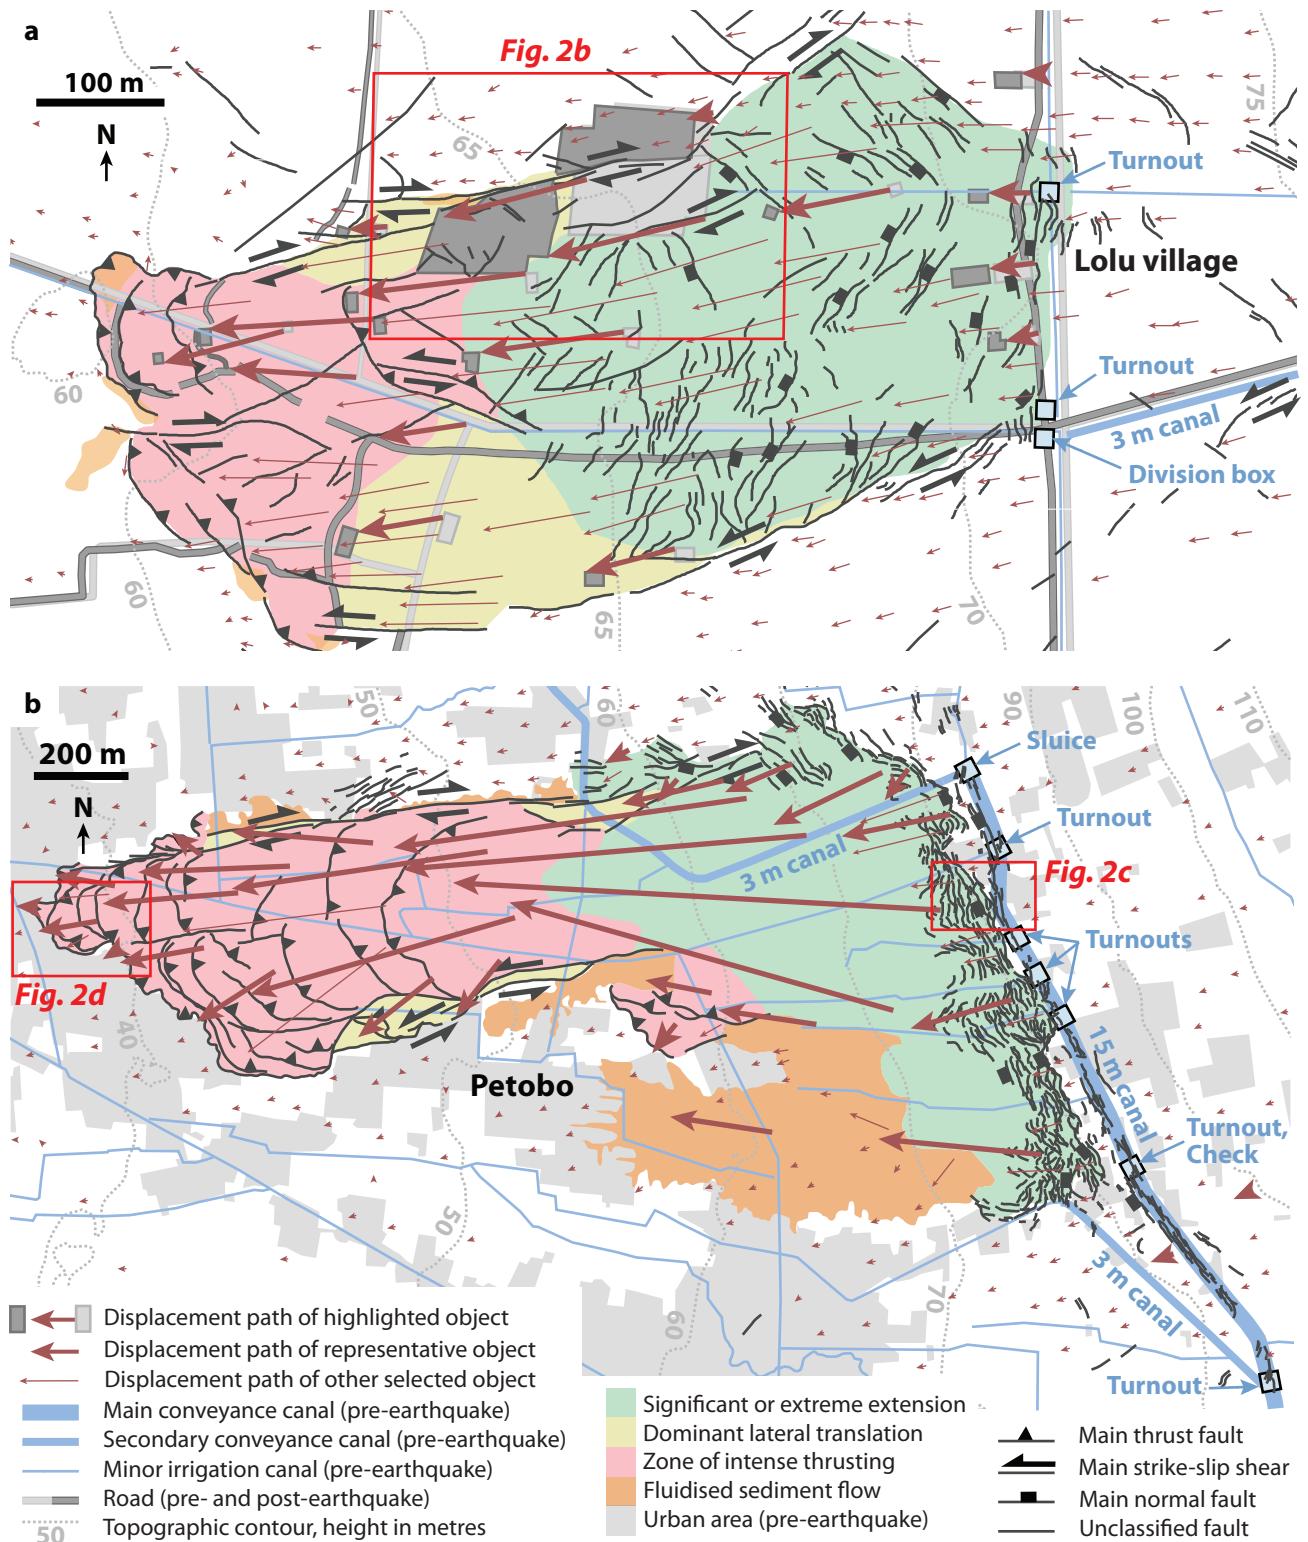 a
Fig. 2b
100 m
N
65
75
Turnout
Lolu village
60
Turnout
3 m canal
Division box
60
65
70
b
50
60
90
100
110
200 m
N
Sluice
Turnout
3 m canal
Fig. 2c
Turnouts
Fig. 2d
40
15 m canal
Petobo
Turnout,
Check
50
3 m canal
70
60
Turnout
Displacement path of highlighted object
Displacement path of representative object
Displacement path of other selected object
Main conveyance canal (pre-earthquake)
Secondary conveyance canal (pre-earthquake)
Minor irrigation canal (pre-earthquake)
Road (pre- and post-earthquake)
50 Topographic contour, height in metres
Significant or extreme extension
Dominant lateral translation
Zone of intense thrusting
Fluidised sediment flow
Urban area (pre-earthquake)
Main thrust fault
Main strike-slip shear
Main normal fault
Unclassified fault